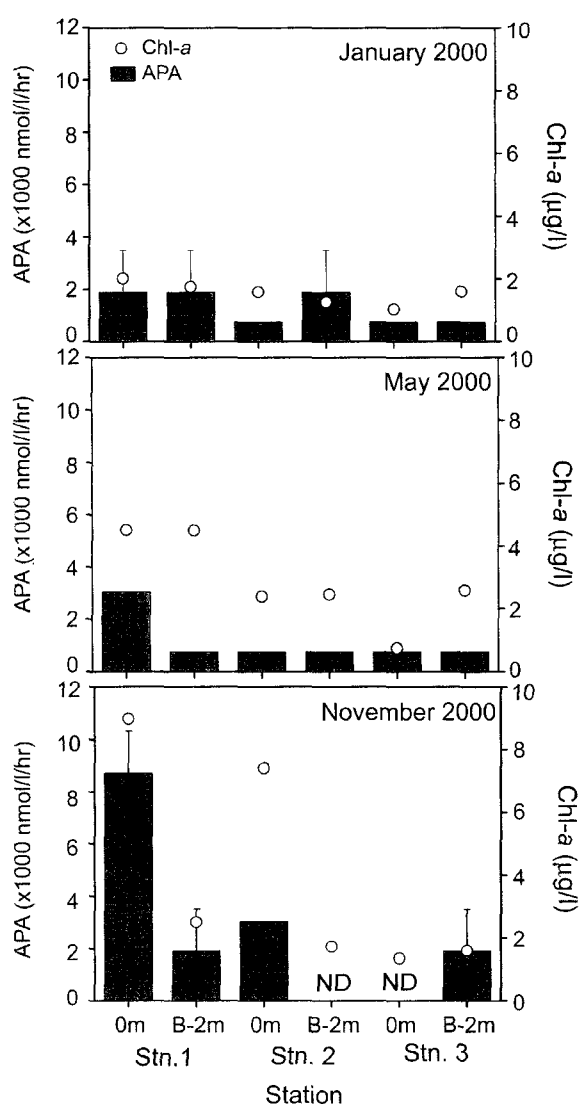 January 2000
Chl-a
APA
12
10
8
6
4
2
0
APA (x1000 nmol/l/hr)
10
8
6
4
2
0
Chl-a (µg/l)
May 2000
12
10
8
6
4
2
0
APA (x1000 nmol/l/hr)
10
8
6
4
2
0
Chl-a (µg/l)
November 2000
12
10
8
6
4
2
0
APA (x1000 nmol/l/hr)
10
8
6
4
2
0
Chl-a (µg/l)
ND ND
0m B-2m 0m B-2m 0m B-2m
Stn.1 Stn. 2 Stn. 3
Station